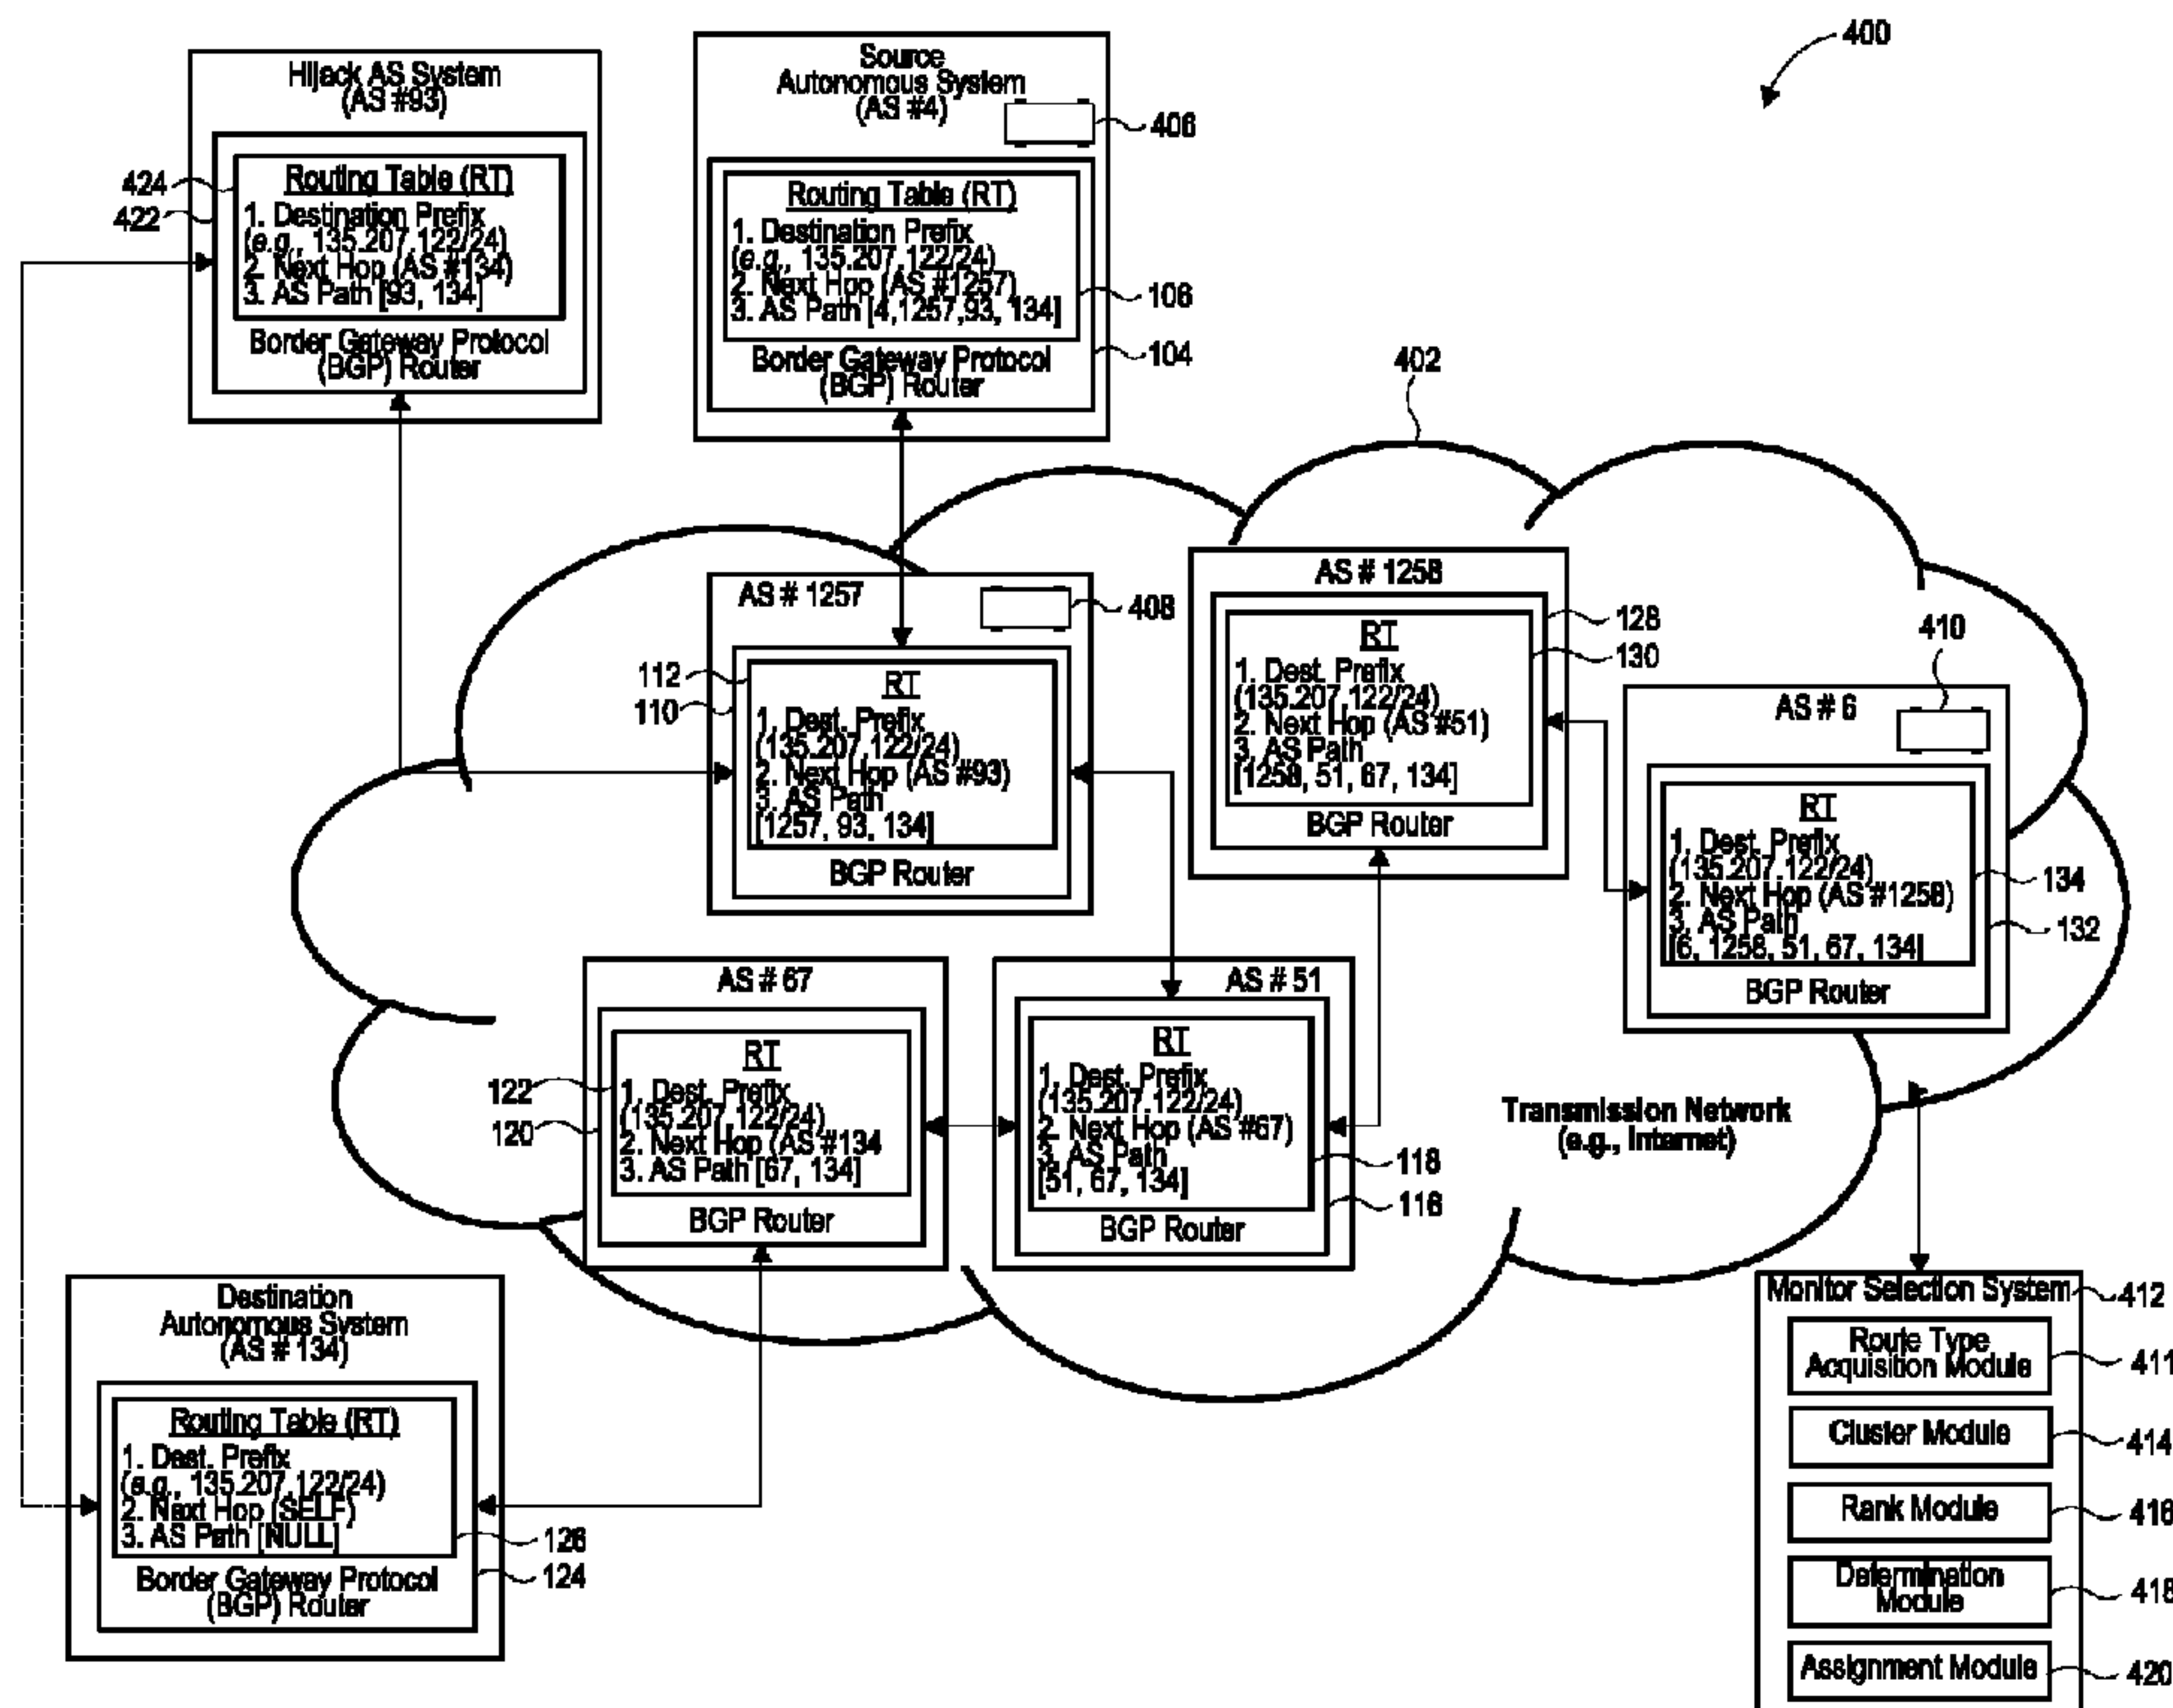 400
Hijack AS System
(AS #93)
424
422
Routing Table (RT)
1. Destination Prefix
(e.g., 135.207.122/24)
2. Next Hop (AS #134)
3. AS Path [93, 134]
Border Gateway Protocol
(BGP) Router
Source
Autonomous System
(AS #4)
406
Routing Table (RT)
1. Destination Prefix
(e.g., 135.207.122/24)
2. Next Hop (AS #1257)
3. AS Path [4,1257,93, 134]
106
Border Gateway Protocol
(BGP) Router
104
402
AS # 1257
408
112
110
RT
1. Dest. Prefix
(135.207.122/24)
2. Next Hop (AS #93)
3. AS Path
[1257, 93, 134]
BGP Router
AS # 1258
128
130
RT
1. Dest. Prefix
(135.207.122/24)
2. Next Hop (AS #51)
3. AS Path
[1258, 51, 67, 134]
BGP Router
410
AS # 6
RT
1. Dest. Prefix
(135.207.122/24)
2. Next Hop (AS #1258)
3. AS Path
[6, 1258, 51, 67, 134]
134
132
BGP Router
AS # 67
122
120
RT
1. Dest. Prefix
(135.207.122/24)
2. Next Hop (AS #134
3. AS Path [67, 134]
BGP Router
AS # 51
RT
1. Dest. Prefix
(135.207.122/24)
2. Next Hop (AS #67)
3. AS Path
[51, 67, 134]
118
116
BGP Router
Transmission Network
(e.g., Internet)
Destination
Autonomous System
(AS # 134)
Routing Table (RT)
1. Dest. Prefix
(e.g., 135.207.122/24)
2. Next Hop (SELF)
3. AS Path [NULL]
126
124
Border Gateway Protocol
(BGP) Router
Monitor Selection System
412
Route Type
Acquisition Module
411
Cluster Module
414
Rank Module
416
Determination
Module
418
Assignment Module
420